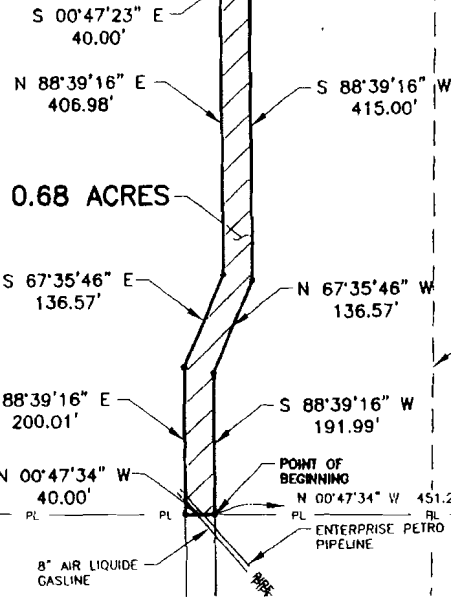 S 00°47'23" E
40.00'
N 88°39'16" E
406.98'
S 88°39'16" W
415.00'
0.68 ACRES
S 67°35'46" E
136.57'
N 67°35'46" W
136.57'
88°39'16" E
200.01'
S 88°39'16" W
191.99'
N 00°47'34" W
40.00'
POINT OF
BEGINNING
N 00°47'34" W 451.2
PL
PL
PL
PL
ENTERPRISE PETRO
PIPELINE
8" AIR LIQUIDE
GASLINE